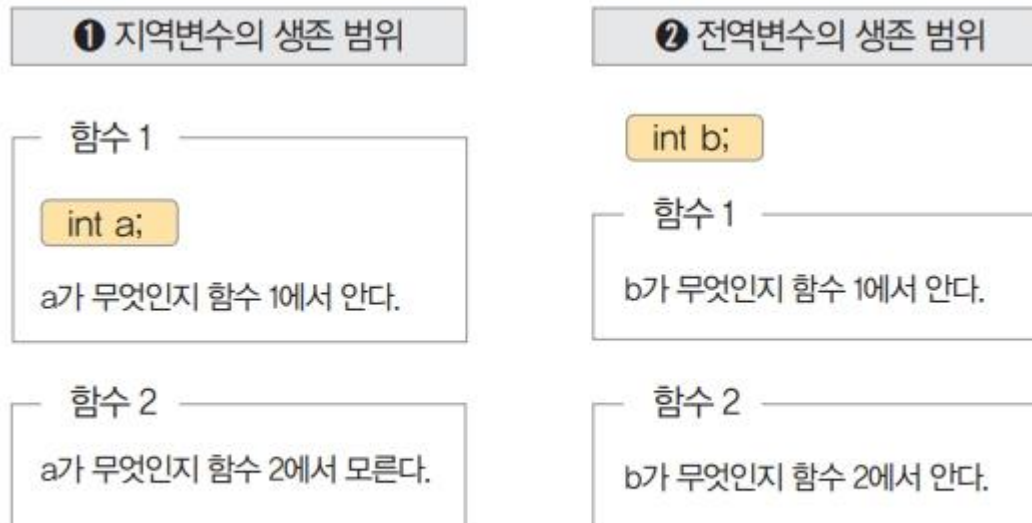 ❶ 지역변수의 생존 범위
함수 1
int a;
a가 무엇인지 함수 1에서 안다.
함수 2
a가 무엇인지 함수 2에서 모른다.
❷ 전역변수의 생존 범위
int b;
함수 1
b가 무엇인지 함수 1에서 안다.
함수 2
b가 무엇인지 함수 2에서 안다.